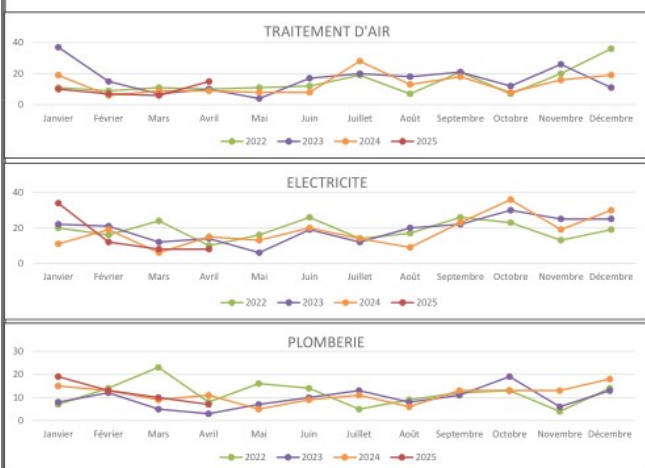 TRAITEMENT D'AIR
40
20
0
Janvier Février Mars Avril Mai Juin Juillet Août Septembre Octobre Novembre Décembre
2022 2023 2024 2025
ELECTRICITE
40
20
0
Janvier Février Mars Avril Mai Juin Juillet Août Septembre Octobre Novembre Décembre
2022 2023 2024 2025
PLOMBERIE
30
20
10
0
Janvier Février Mars Avril Mai Juin Juillet Août Septembre Octobre Novembre Décembre
2022 2023 2024 2025